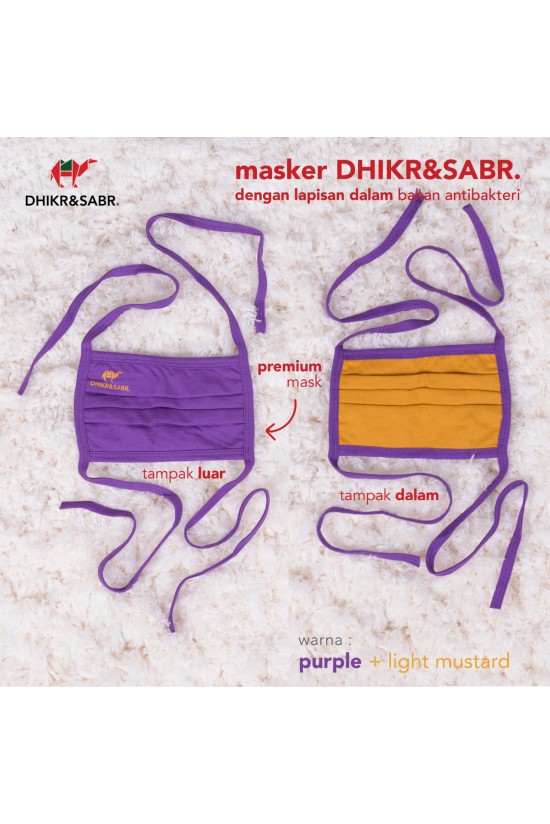 DHIKR&SABR.
masker DHIKR&SABR.
dengan lapisan dalam bahan antibakteri
premium
mask
DHIKR&SABR.
tampak luar
tampak dalam
warna :
purple + light mustard